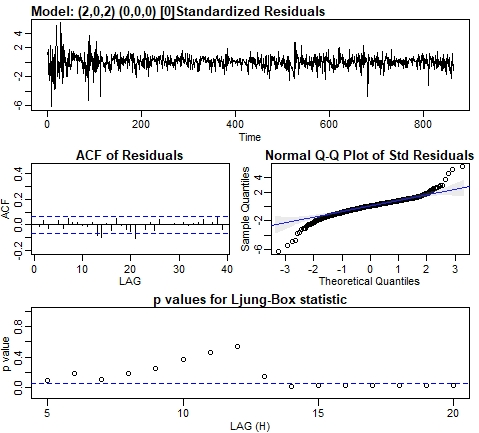 Model: (2,0,2) (0,0,0) [0]Standardized Residuals
4
2
-2
-6
0 200 400 600 800
Time
ACF of Residuals
ACF
0.4
0.2
0.0
-0.2
0 10 20 30 40
LAG
Normal Q-Q Plot of Std Residuals
Sample Quantiles
4
2
-2
-6
-3 -2 -1 0 1 2 3
Theoretical Quantiles
p values for Ljung-Box statistic
p value
0.8
0.4
0.0
5 10 15 20
LAG (H)